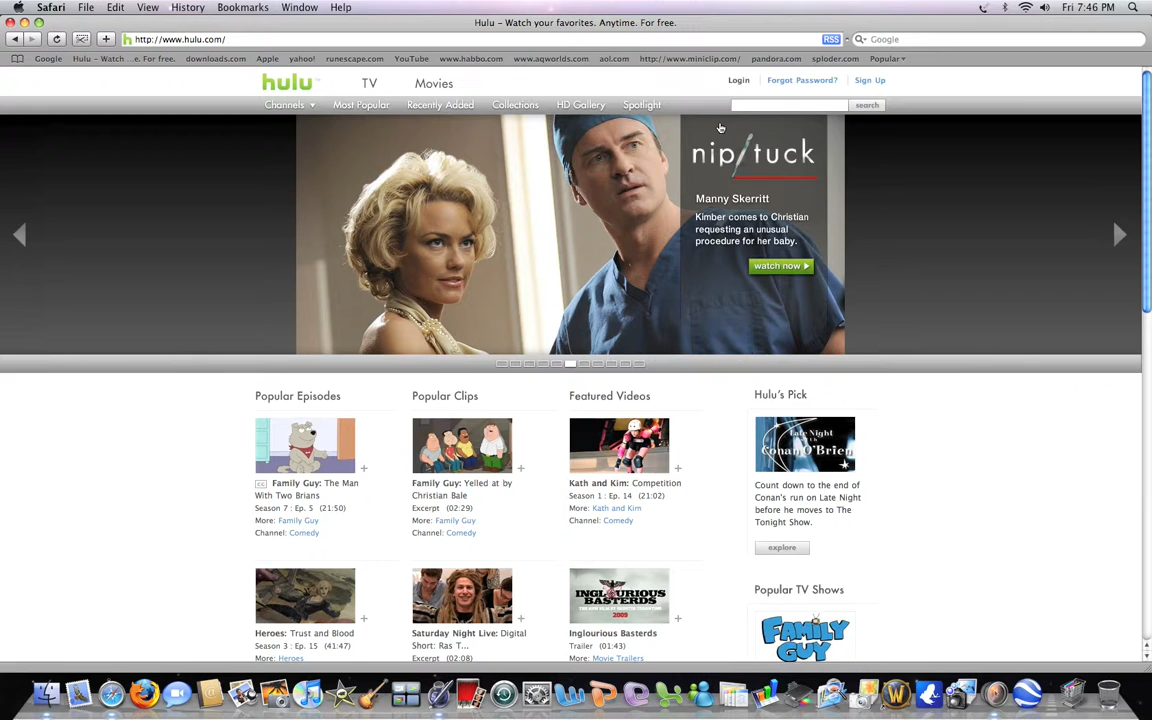 Safari File Edit View History Bookmarks Window Help Fri 7:46 PM
Hulu – Watch your favorites. Anytime. For free.
http://www.hulu.com/ RSS Google
Google Hulu – Watch ...e. For free. downloads.com Apple yahoo! runescape.com YouTube www.habbo.com www.aqworlds.com aol.com http://www.miniclip.com/ pandora.com sploder.com Popular
hulu TV Movies Login Forgot Password? Sign Up
Channels Most Popular Recently Added Collections HD Gallery Spotlight search
nip/tuck
Manny Skerritt
Kimber comes to Christian
requesting an unusual
procedure for her baby.
watch now
Popular Episodes
Family Guy: The Man
With Two Brians
Season 7 : Ep. 5 (21:50)
More: Family Guy
Channel: Comedy
Heroes: Trust and Blood
Season 3 : Ep. 15 (41:47)
More: Heroes
Popular Clips
Family Guy: Yelled at by
Christian Bale
Excerpt (02:29)
More: Family Guy
Channel: Comedy
Saturday Night Live: Digital
Short: Ras T...
Excerpt (02:08)
Featured Videos
Kath and Kim: Competition
Season 1 : Ep. 14 (21:02)
More: Kath and Kim
Channel: Comedy
INGLOURIOUS
BASTERDS
2009
Inglourious Basterds
Trailer (01:43)
More: Movie Trailers
Hulu's Pick
Late Night
Conan O'Brien
Count down to the end of
Conan's run on Late Night
before he moves to The
Tonight Show.
explore
Popular TV Shows
FAMILY
GUY